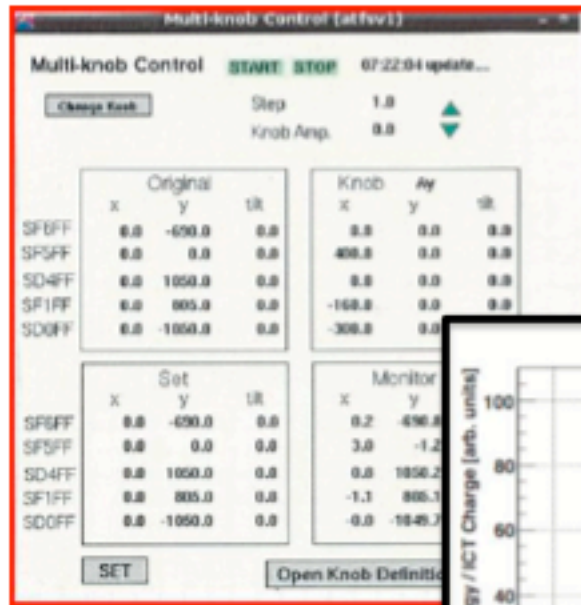 Multi-knob Control (atfsv1)
Multi-knob Control START STOP 07:22:04 update...
Change Knob Step 1.0
Knob Amp. 0.0
Original Knob Ay
x y tilt x y tilt
SF6FF 0.0 -690.0 0.0 0.0 0.0 0.0
SF5FF 0.0 0.0 0.0 400.0 0.0 0.0
SD4FF 0.0 1050.0 0.0 0.0 0.0 0.0
SF1FF 0.0 805.0 0.0 -160.0 0.0 0.0
SD0FF 0.0 -1050.0 0.0 -300.0 0.0 0.0
Set Monitor
x y tilt x y
SF6FF 0.0 -690.0 0.0 0.2 -690.8
SF5FF 0.0 0.0 0.0 3.0 -1.2
SD4FF 0.0 1050.0 0.0 0.0 1050.2
SF1FF 0.0 805.0 0.0 -1.1 805.1
SD0FF 0.0 -1050.0 0.0 -0.0 -1049.7
SET Open Knob Definitio
gy / ICT Charge [arb. units]
100
80
60
40